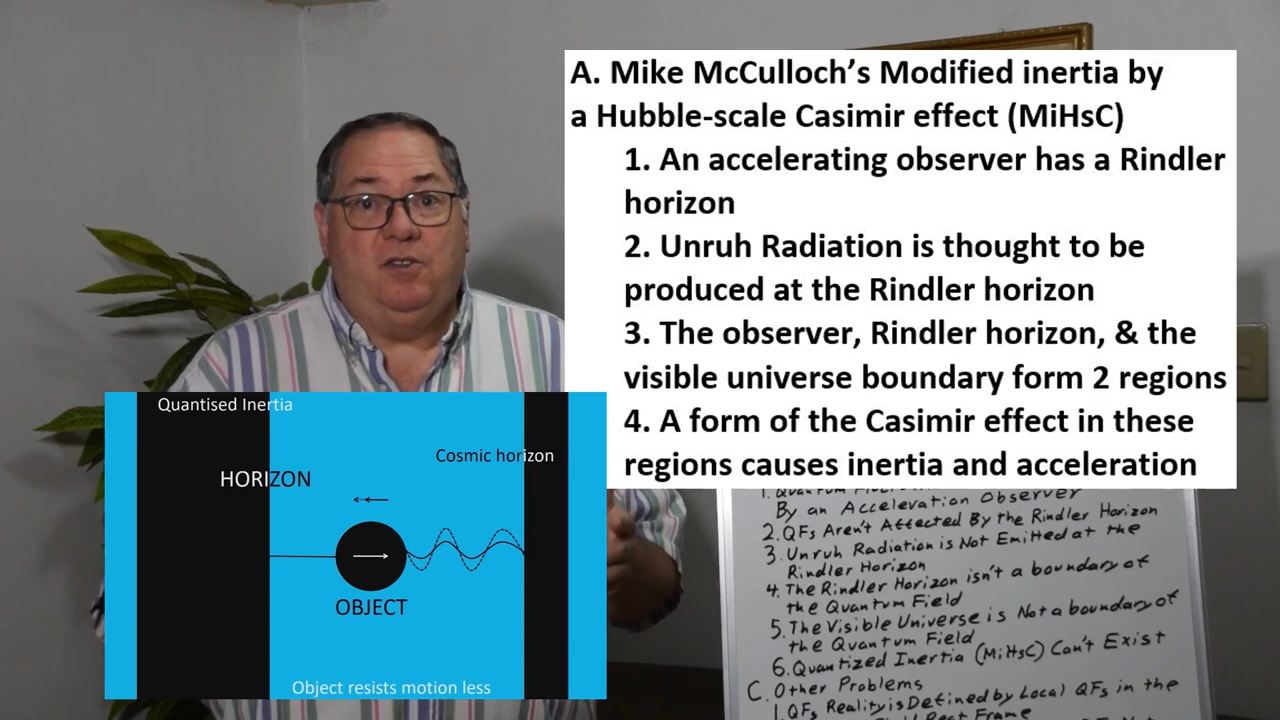 A. Mike McCulloch's Modified inertia by
a Hubble-scale Casimir effect (MiHsC)
1. An accelerating observer has a Rindler
horizon
2. Unruh Radiation is thought to be
produced at the Rindler horizon
3. The observer, Rindler horizon, & the
visible universe boundary form 2 regions
4. A form of the Casimir effect in these
regions causes inertia and acceleration
Quantised Inertia
Cosmic horizon
HORIZON
OBJECT
Object resists motion less
1. Quantum
By an Acceleration Observer
2. QFs Aren't Affected By the Rindler Horizon
3. Unruh Radiation is Not Emitted at the
Rindler Horizon
4. The Rindler Horizon isn't a boundary of
the Quantum Field
5. The Visible Universe is Not a boundary of
the Quantum Field
6. Quantized Inertia (MiHsC) Can't Exist
C. Other Problems
1. QFs Reality is Defined by Local QFs in the
Rest Frame